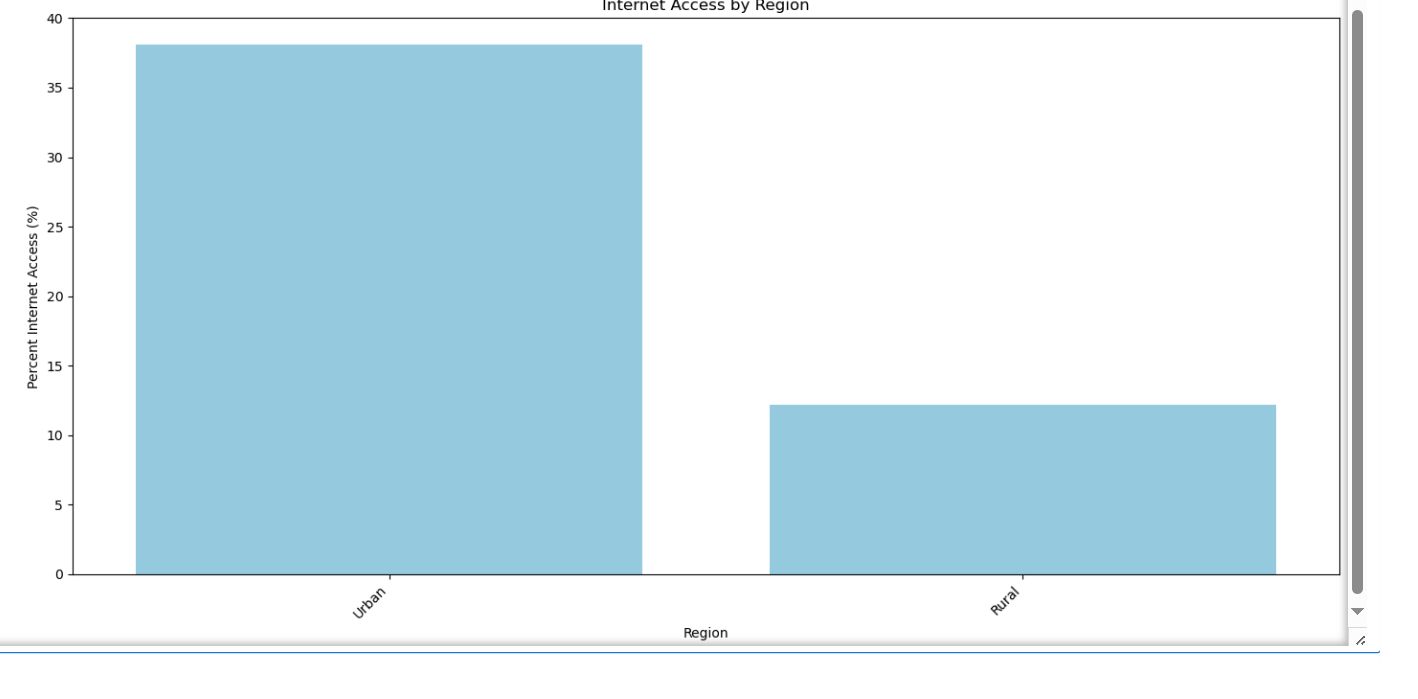 Internet Access by Region
40
35
30
25
20
15
10
5
0
Percent Internet Access (%)
Urban
Rural
Region